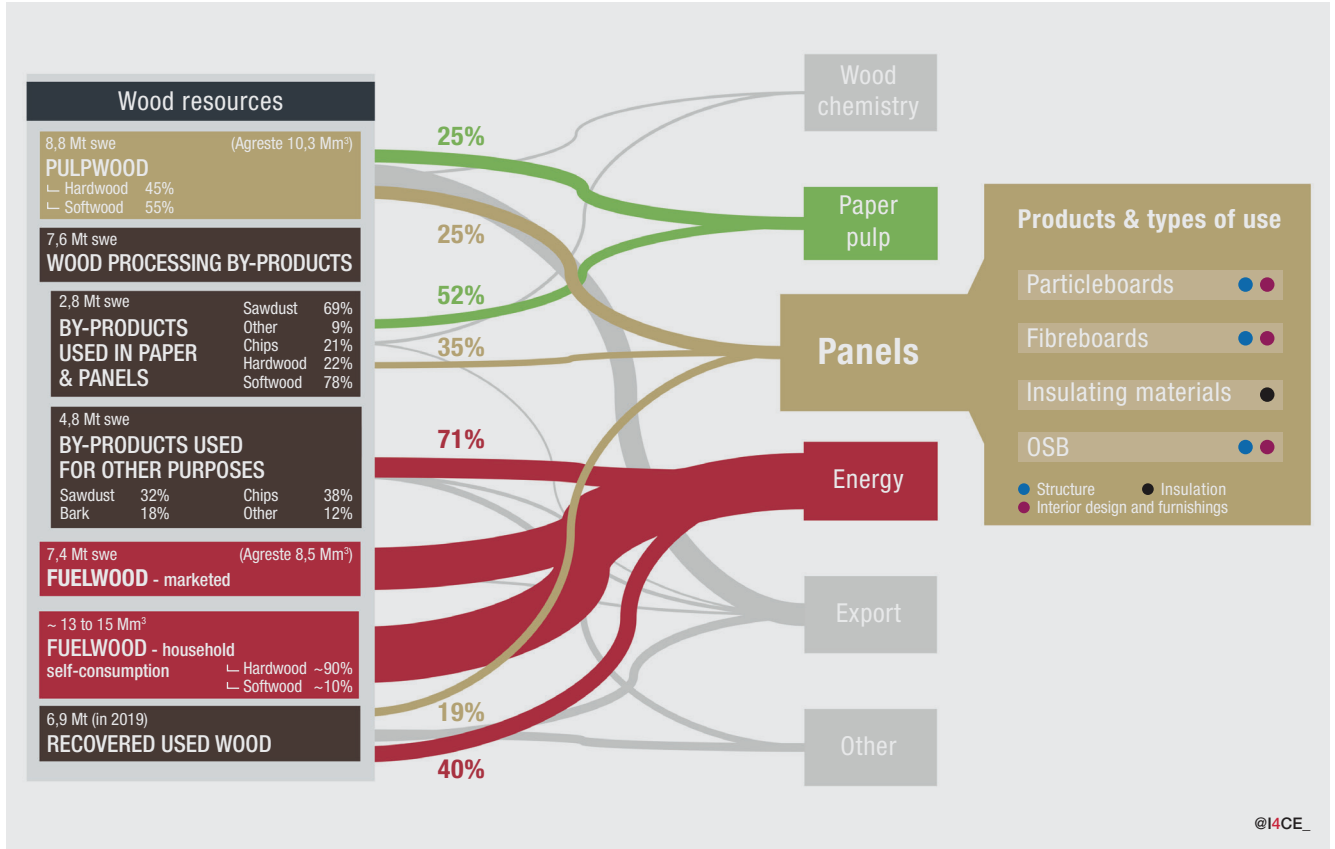 Wood resources
8,8 Mt swe (Agreste 10,3 Mm³)
PULPWOOD
Hardwood 45%
Softwood 55%
7,6 Mt swe
WOOD PROCESSING BY-PRODUCTS
2,8 Mt swe
BY-PRODUCTS
USED IN PAPER
& PANELS
Sawdust 69%
Other 9%
Chips 21%
Hardwood 22%
Softwood 78%
4,8 Mt swe
BY-PRODUCTS USED
FOR OTHER PURPOSES
Sawdust 32% Chips 38%
Bark 18% Other 12%
7,4 Mt swe (Agreste 8,5 Mm³)
FUELWOOD - marketed
~ 13 to 15 Mm³
FUELWOOD - household
self-consumption
Hardwood ~90%
Softwood ~10%
6,9 Mt (in 2019)
RECOVERED USED WOOD
25%
25%
52%
35%
71%
19%
40%
Wood
chemistry
Paper
pulp
Panels
Energy
Export
Other
Products & types of use
Particleboards
Fibreboards
Insulating materials
OSB
Structure Insulation
Interior design and furnishings
@I4CE_